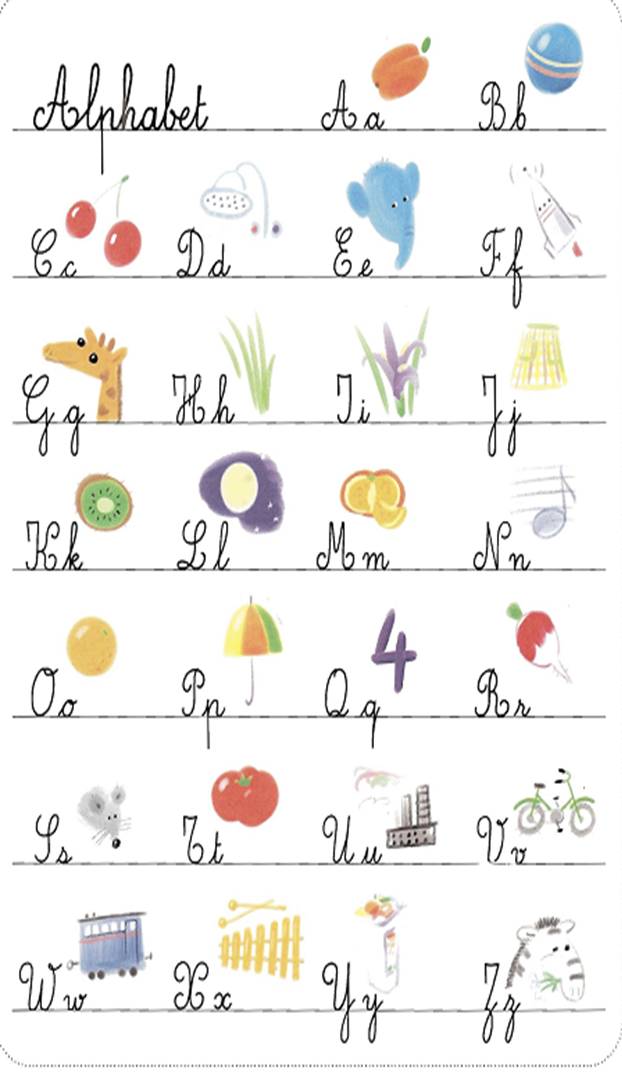 Alphabet Aa Bb
Cc Dd Ee Ff
Gg Hh Ii Jj
Kk Ll Mm Nn
Oo Pp Qq Rr
Ss Tt Uu Vv
Ww Xx Yy Zz